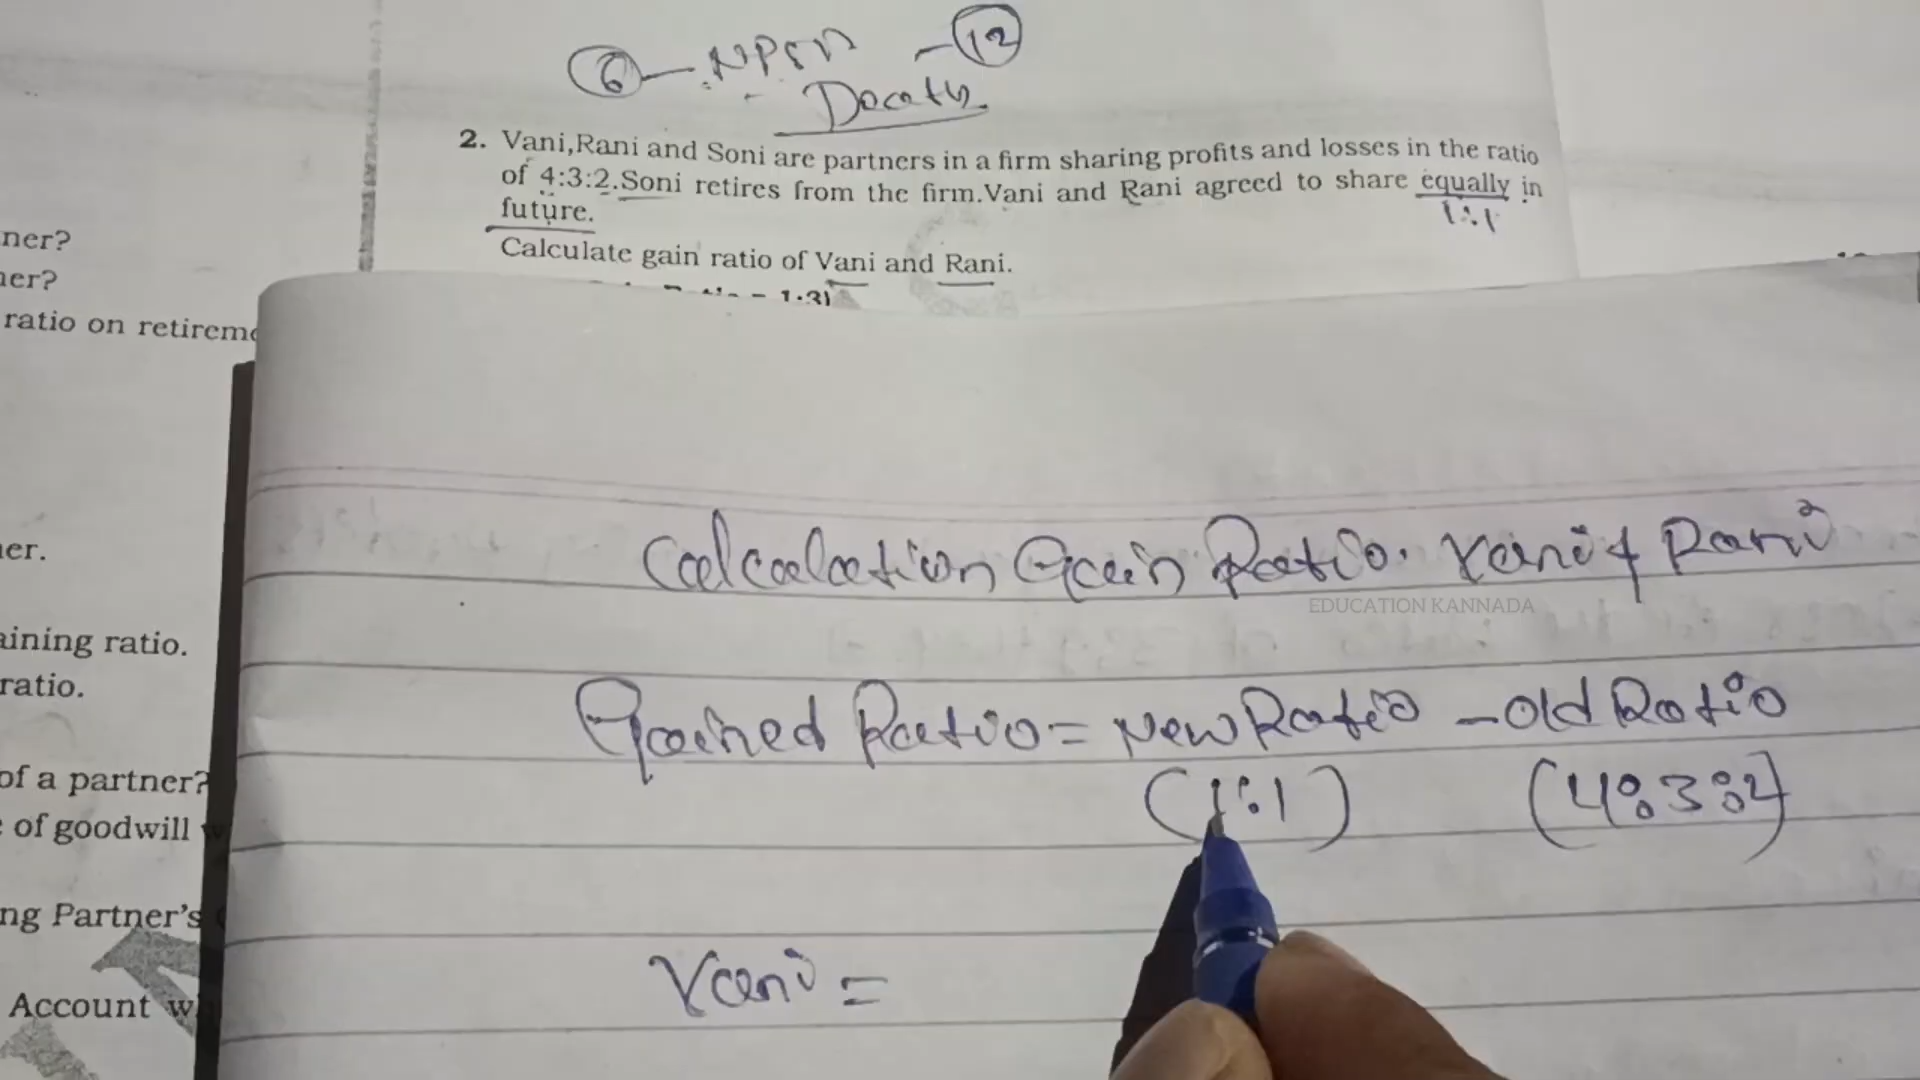 6 - NPSR - 12
Death
2. Vani,Rani and Soni are partners in a firm sharing profits and losses in the ratio
of 4:3:2.Soni retires from the firm.Vani and Rani agreed to share equally in
1:1
future.
Calculate gain ratio of Vani and Rani.
= 1:3)
ner?
ner?
ratio on retireme
er.
aining ratio.
ratio.
of a partner?
of goodwill w
ng Partner's
Account w
Calculation Gain Ratio. Vani & Rani
EDUCATION KANNADA
Gained Ratio = New Ratio - Old Ratio
(1:1) (4:3:2)
Vani =